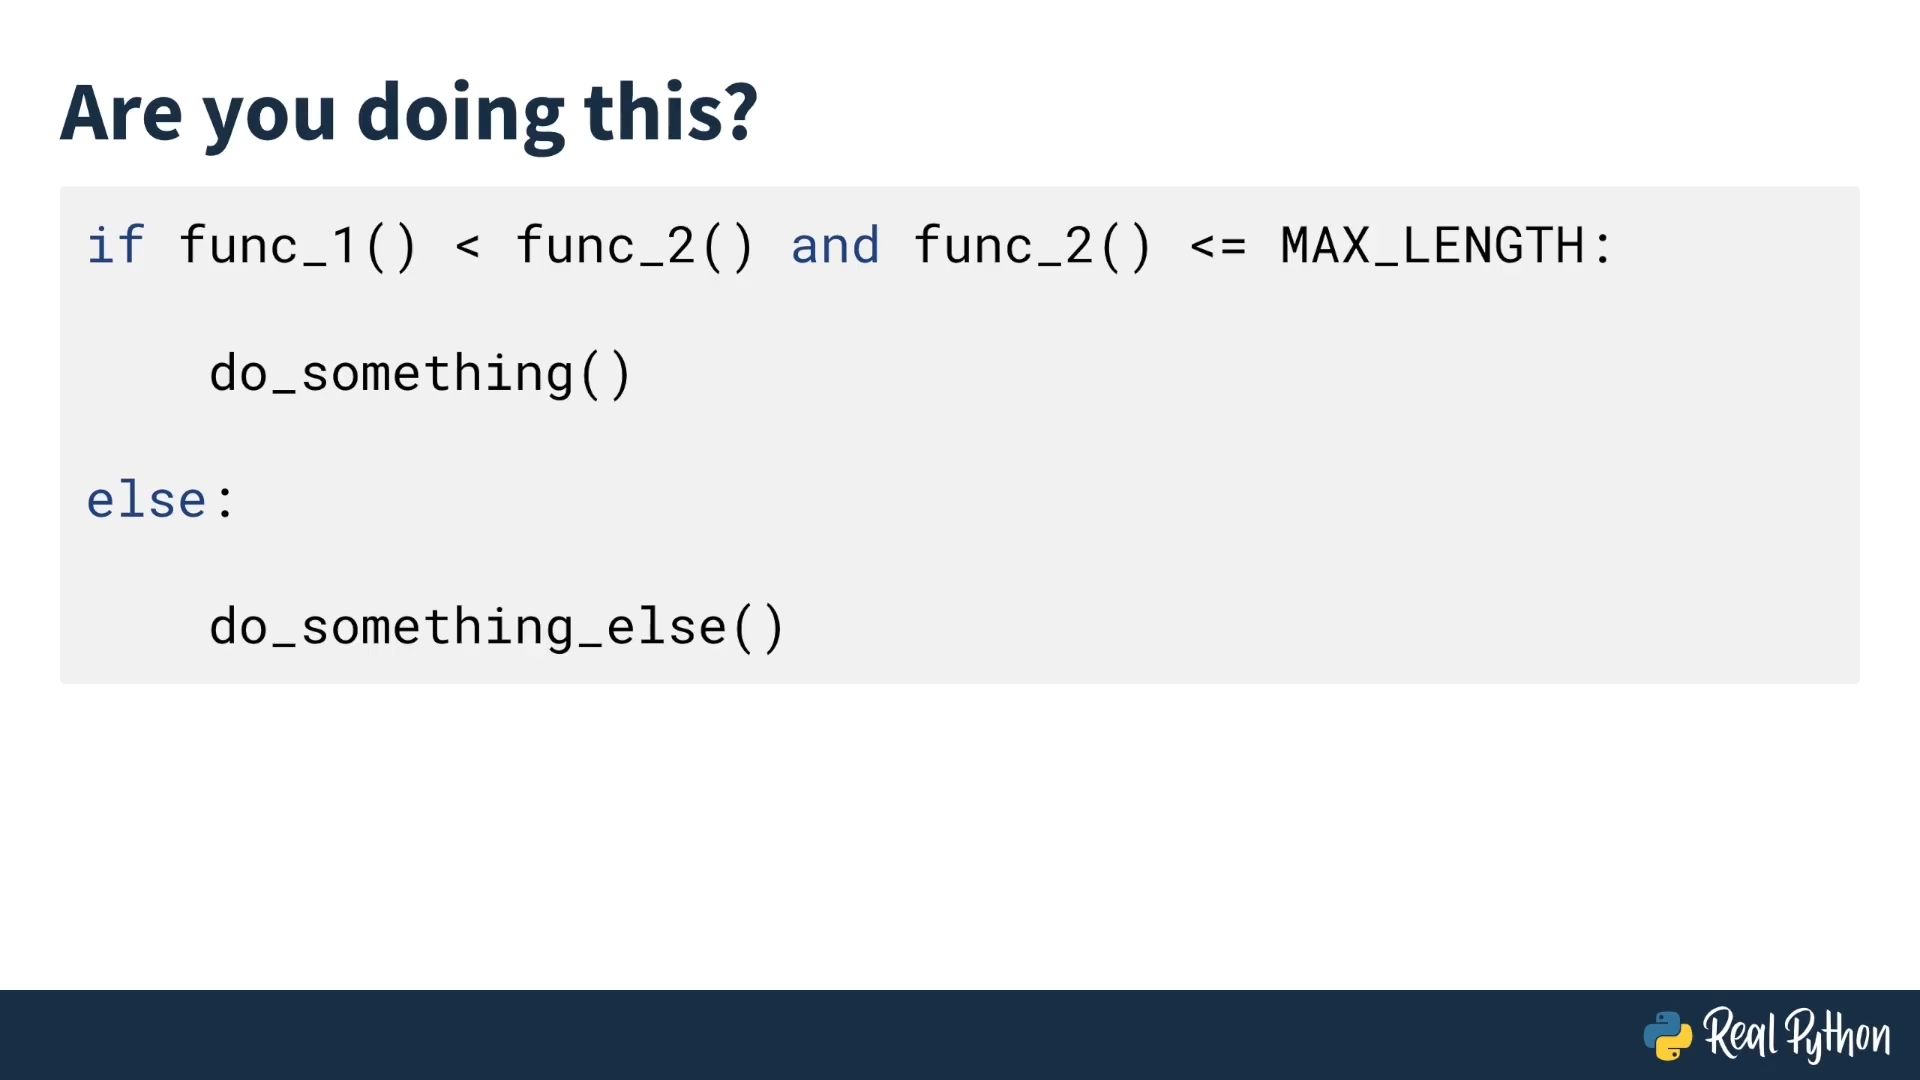 Are you doing this?
if func_1() < func_2() and func_2() <= MAX_LENGTH:
    do_something()
else:
    do_something_else()
Real Python